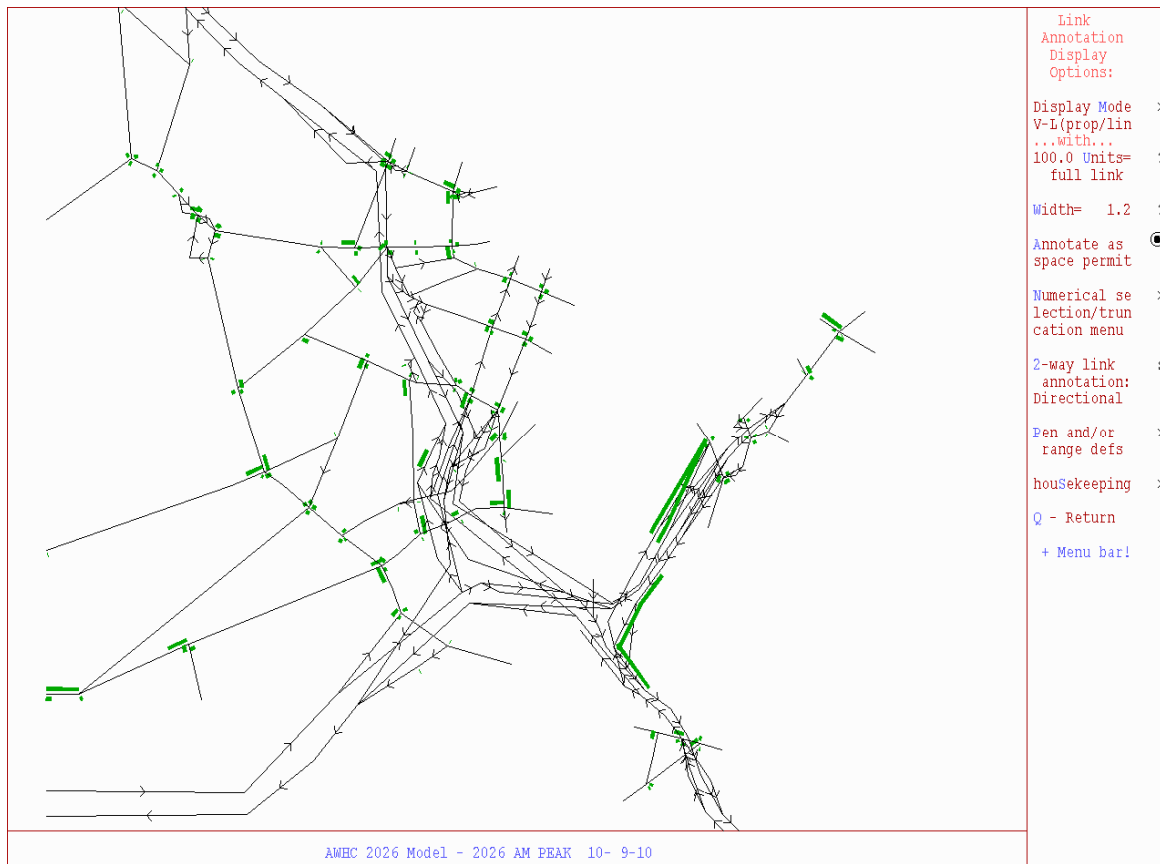 Link
Annotation
Display
Options:
Display Mode
V-L(prop/lin
...with...
100.0 Units=
full link
Width= 1.2
Annotate as
space permit
Numerical se
lection/trun
cation menu
2-way link
annotation:
Directional
Pen and/or
range defs
houSekeeping
Q - Return
+ Menu bar!
AWHC 2026 Model - 2026 AM PEAK 10- 9-10